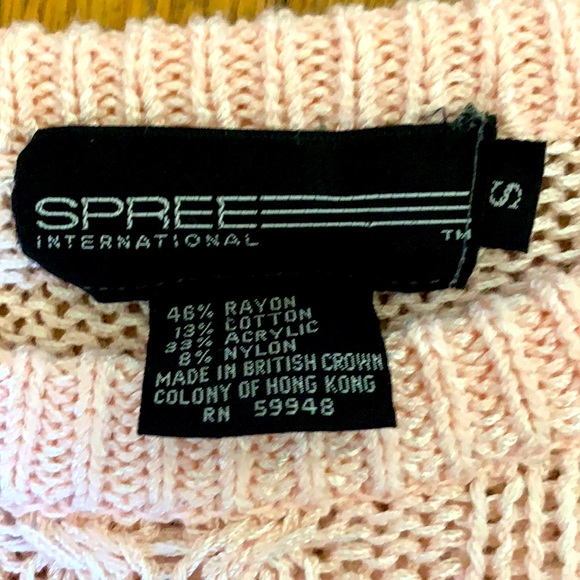 SPREE
INTERNATIONAL
TM
S
46% RAYON
13% COTTON
33% ACRYLIC
8% NYLON
MADE IN BRITISH CROWN
COLONY OF HONG KONG
RN 59948